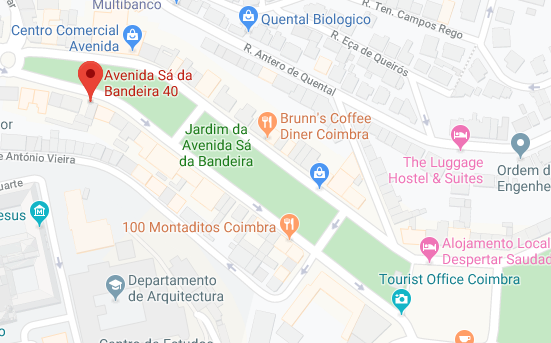 Multibanco
R. Ten. Campos Rego
Quental Biologico
Centro Comercial
Avenida
R. Eça de Queirós
R. Antero de Quental
Avenida Sá da
Bandeira 40
Brunn's Coffee
Diner Coimbra
Jardim da
Avenida Sá
da Bandeira
The Luggage
Hostel & Suites
Ordem d
Engenhe
or
e António Vieira
uarte
esus
100 Montaditos Coimbra
Alojamento Local
Despertar Saudad
Tourist Office Coimbra
Departamento
de Arquitectura
Centro de Estudos